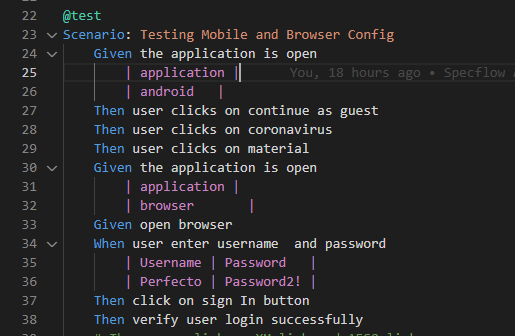 22 @test
23 Scenario: Testing Mobile and Browser Config
24 Given the application is open
25 | application | You, 18 hours ago • Specflow
26 | android |
27 Then user clicks on continue as guest
28 Then user clicks on coronavirus
29 Then user clicks on material
30 Given the application is open
31 | application |
32 | browser |
33 Given open browser
34 When user enter username and password
35 | Username | Password |
36 | Perfecto | Password2! |
37 Then click on sign In button
38 Then verify user login successfully